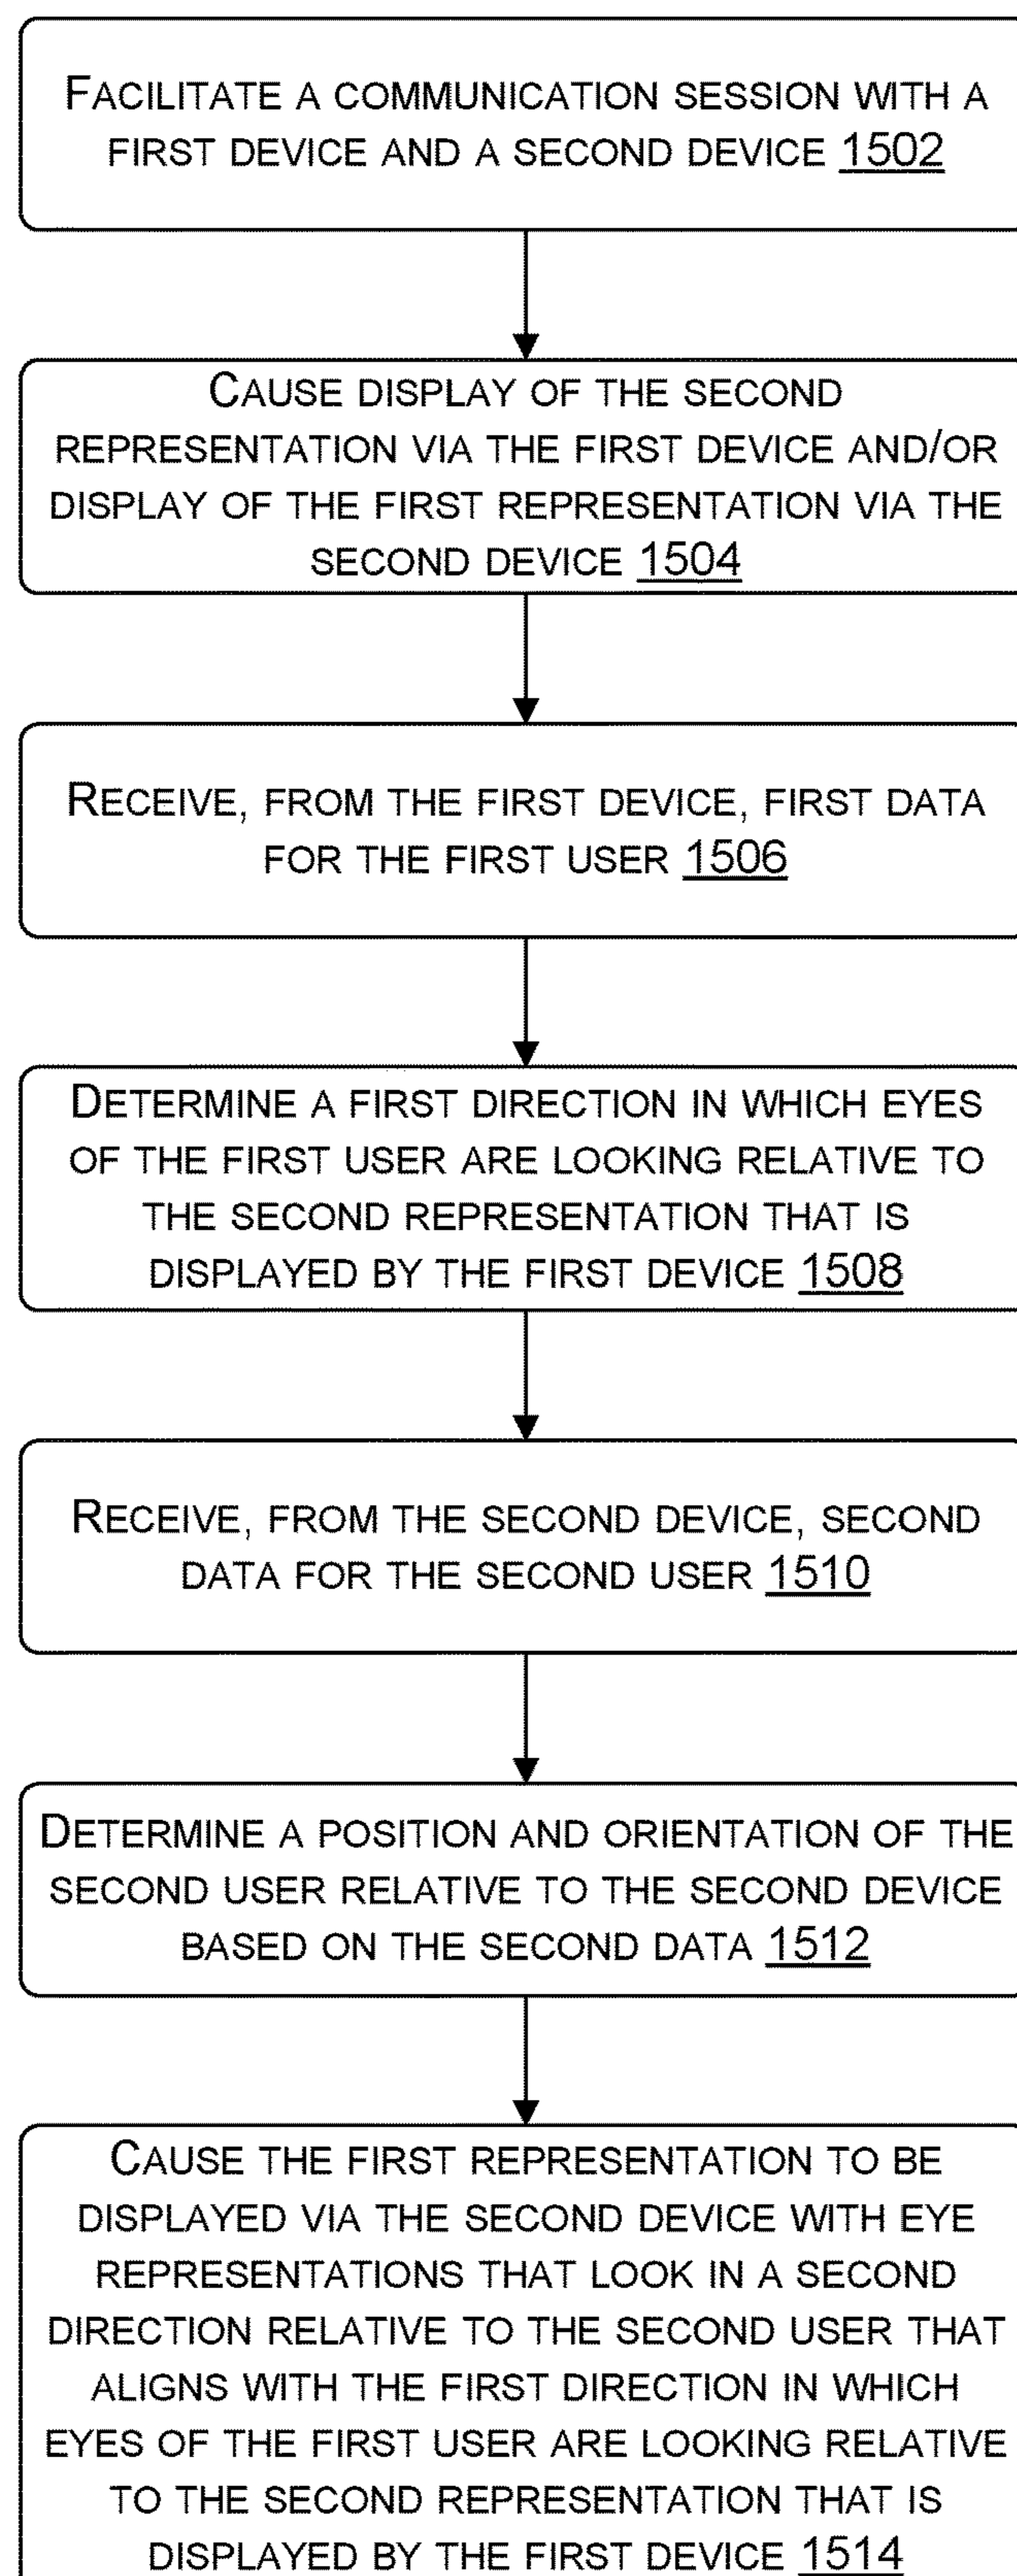 FACILITATE A COMMUNICATION SESSION WITH A
FIRST DEVICE AND A SECOND DEVICE 1502
CAUSE DISPLAY OF THE SECOND
REPRESENTATION VIA THE FIRST DEVICE AND/OR
DISPLAY OF THE FIRST REPRESENTATION VIA THE
SECOND DEVICE 1504
RECEIVE, FROM THE FIRST DEVICE, FIRST DATA
FOR THE FIRST USER 1506
DETERMINE A FIRST DIRECTION IN WHICH EYES
OF THE FIRST USER ARE LOOKING RELATIVE TO
THE SECOND REPRESENTATION THAT IS
DISPLAYED BY THE FIRST DEVICE 1508
RECEIVE, FROM THE SECOND DEVICE, SECOND
DATA FOR THE SECOND USER 1510
DETERMINE A POSITION AND ORIENTATION OF THE
SECOND USER RELATIVE TO THE SECOND DEVICE
BASED ON THE SECOND DATA 1512
CAUSE THE FIRST REPRESENTATION TO BE
DISPLAYED VIA THE SECOND DEVICE WITH EYE
REPRESENTATIONS THAT LOOK IN A SECOND
DIRECTION RELATIVE TO THE SECOND USER THAT
ALIGNS WITH THE FIRST DIRECTION IN WHICH
EYES OF THE FIRST USER ARE LOOKING RELATIVE
TO THE SECOND REPRESENTATION THAT IS
DISPLAYED BY THE FIRST DEVICE 1514